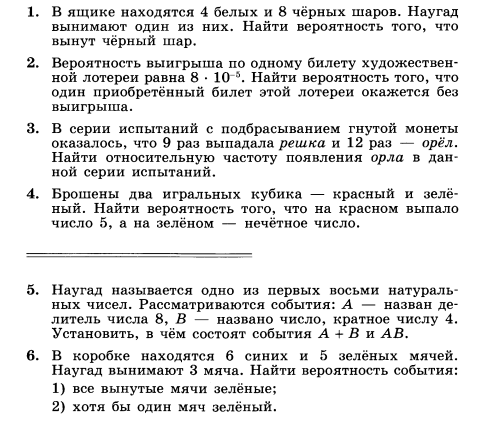 1. В ящике находятся 4 белых и 8 чёрных шаров. Наугад
вынимают один из них. Найти вероятность того, что
вынут чёрный шар.
2. Вероятность выигрыша по одному билету художествен-
ной лотереи равна 8 · 10⁻⁵. Найти вероятность того, что
один приобретённый билет этой лотереи окажется без
выигрыша.
3. В серии испытаний с подбрасыванием гнутой монеты
оказалось, что 9 раз выпадала решка и 12 раз — орёл.
Найти относительную частоту появления орла в дан-
ной серии испытаний.
4. Брошены два игральных кубика — красный и зелё-
ный. Найти вероятность того, что на красном выпало
число 5, а на зелёном — нечётное число.
5. Наугад называется одно из первых восьми натураль-
ных чисел. Рассматриваются события: A — назван де-
литель числа 8, B — названо число, кратное числу 4.
Установить, в чём состоят события A + B и AB.
6. В коробке находятся 6 синих и 5 зелёных мячей.
Наугад вынимают 3 мяча. Найти вероятность события:
1) все вынутые мячи зелёные;
2) хотя бы один мяч зелёный.